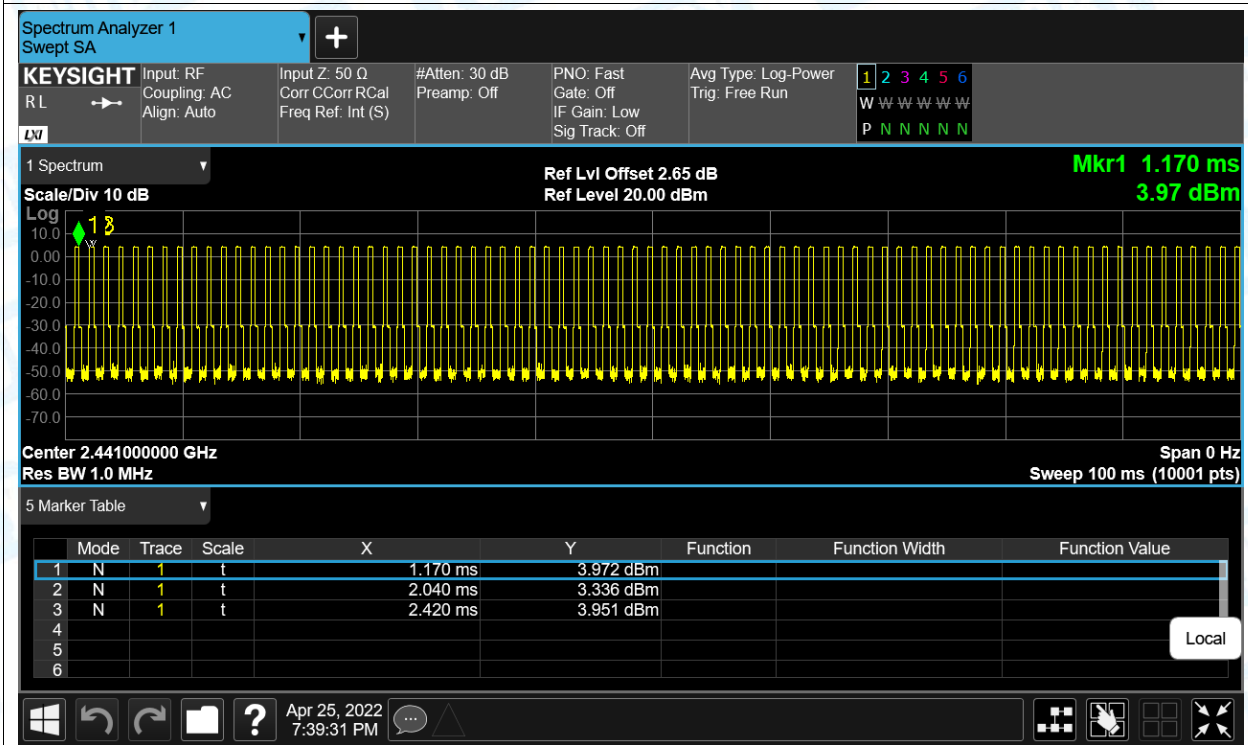 Spectrum Analyzer 1
Swept SA
KEYSIGHT
RL
LXI
Input: RF
Coupling: AC
Align: Auto
Input Z: 50 Ω
Corr CCorr RCal
Freq Ref: Int (S)
#Atten: 30 dB
Preamp: Off
PNO: Fast
Gate: Off
IF Gain: Low
Sig Track: Off
Avg Type: Log-Power
Trig: Free Run
1 2 3 4 5 6
W W W W W W
P N N N N N
1 Spectrum
Scale/Div 10 dB
Ref Lvl Offset 2.65 dB
Ref Level 20.00 dBm
Mkr1 1.170 ms
3.97 dBm
Log
10.0
0.00
-10.0
-20.0
-30.0
-40.0
-50.0
-60.0
-70.0
1
Center 2.441000000 GHz
Res BW 1.0 MHz
Span 0 Hz
Sweep 100 ms (10001 pts)
5 Marker Table
Mode Trace Scale X Y Function Function Width Function Value
1 N 1 t 1.170 ms 3.972 dBm
2 N 1 t 2.040 ms 3.336 dBm
3 N 1 t 2.420 ms 3.951 dBm
4
5
6
Local
?
Apr 25, 2022
7:39:31 PM